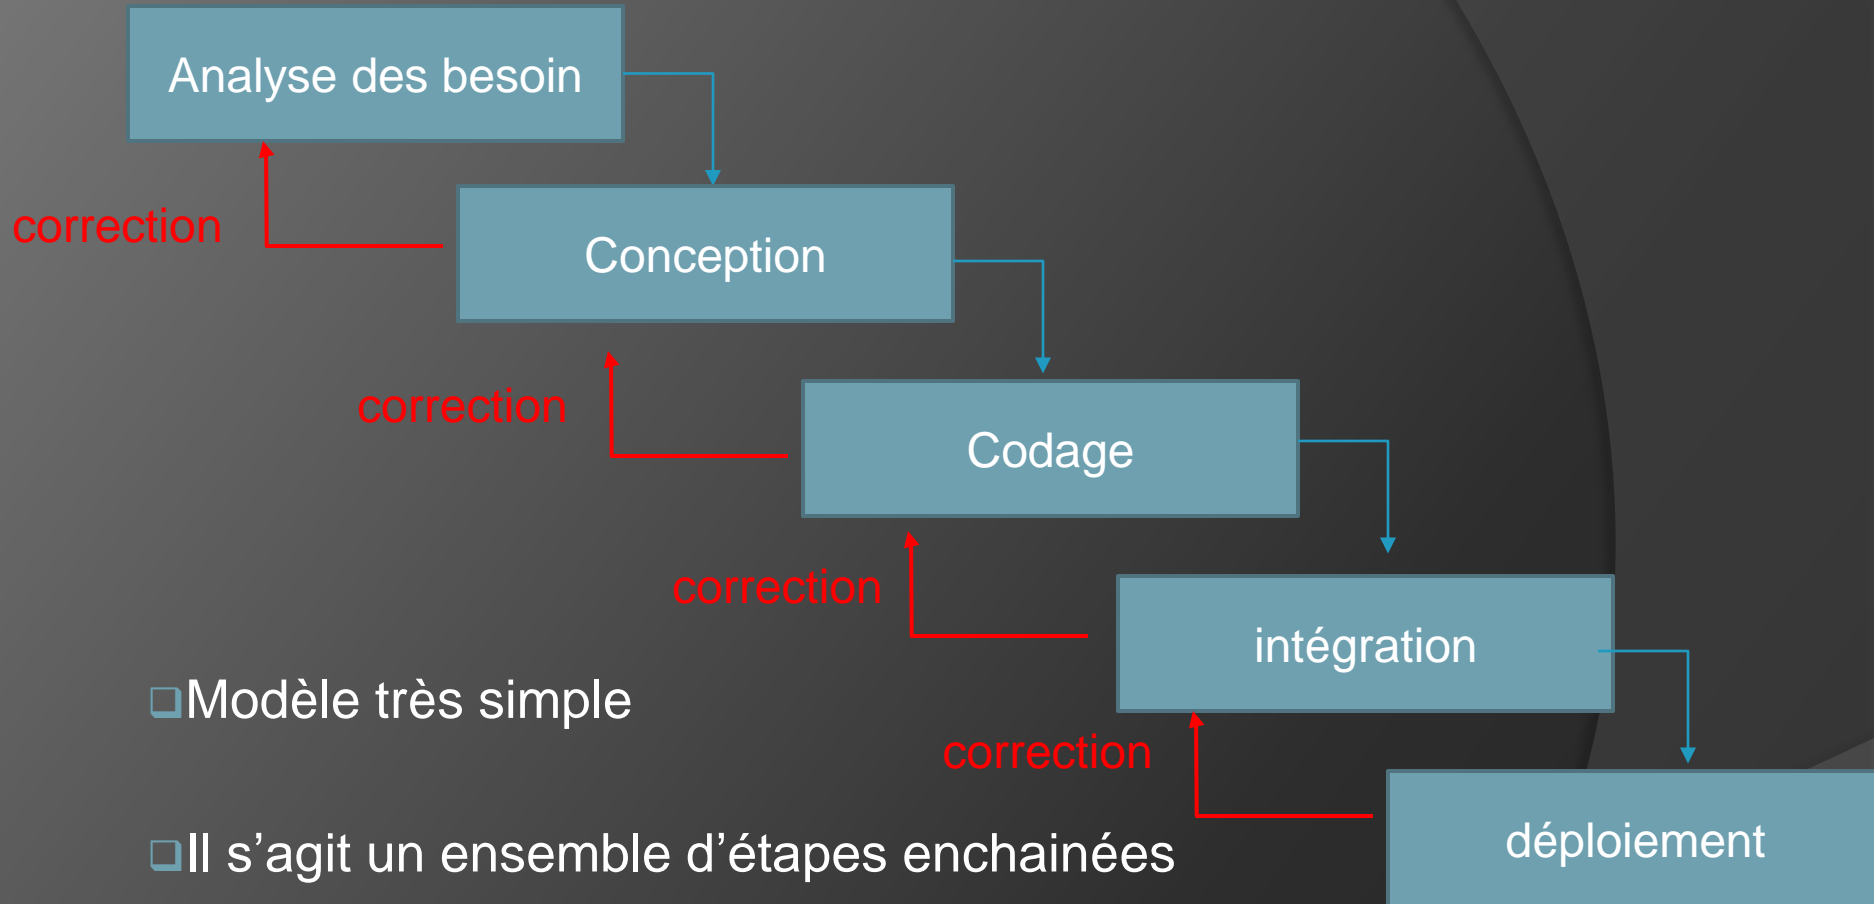 Analyse des besoin
correction
Conception
correction
Codage
correction
intégration
Modèle très simple
correction
déploiement
Il s’agit un ensemble d’étapes enchainées